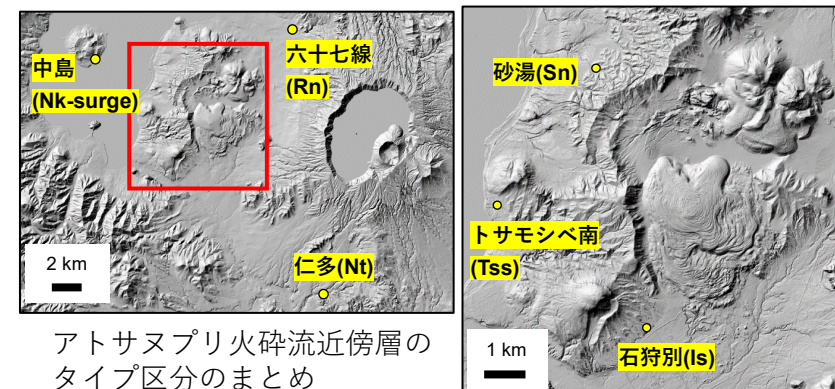 中島
(Nk-surge)
六十七線
(Rn)
仁多(Nt)
2 km
アトサヌプリ火砕流近傍層の
タイプ区分のまとめ
砂湯(Sn)
トサモシベ南
(Tss)
石狩別(Is)
1 km